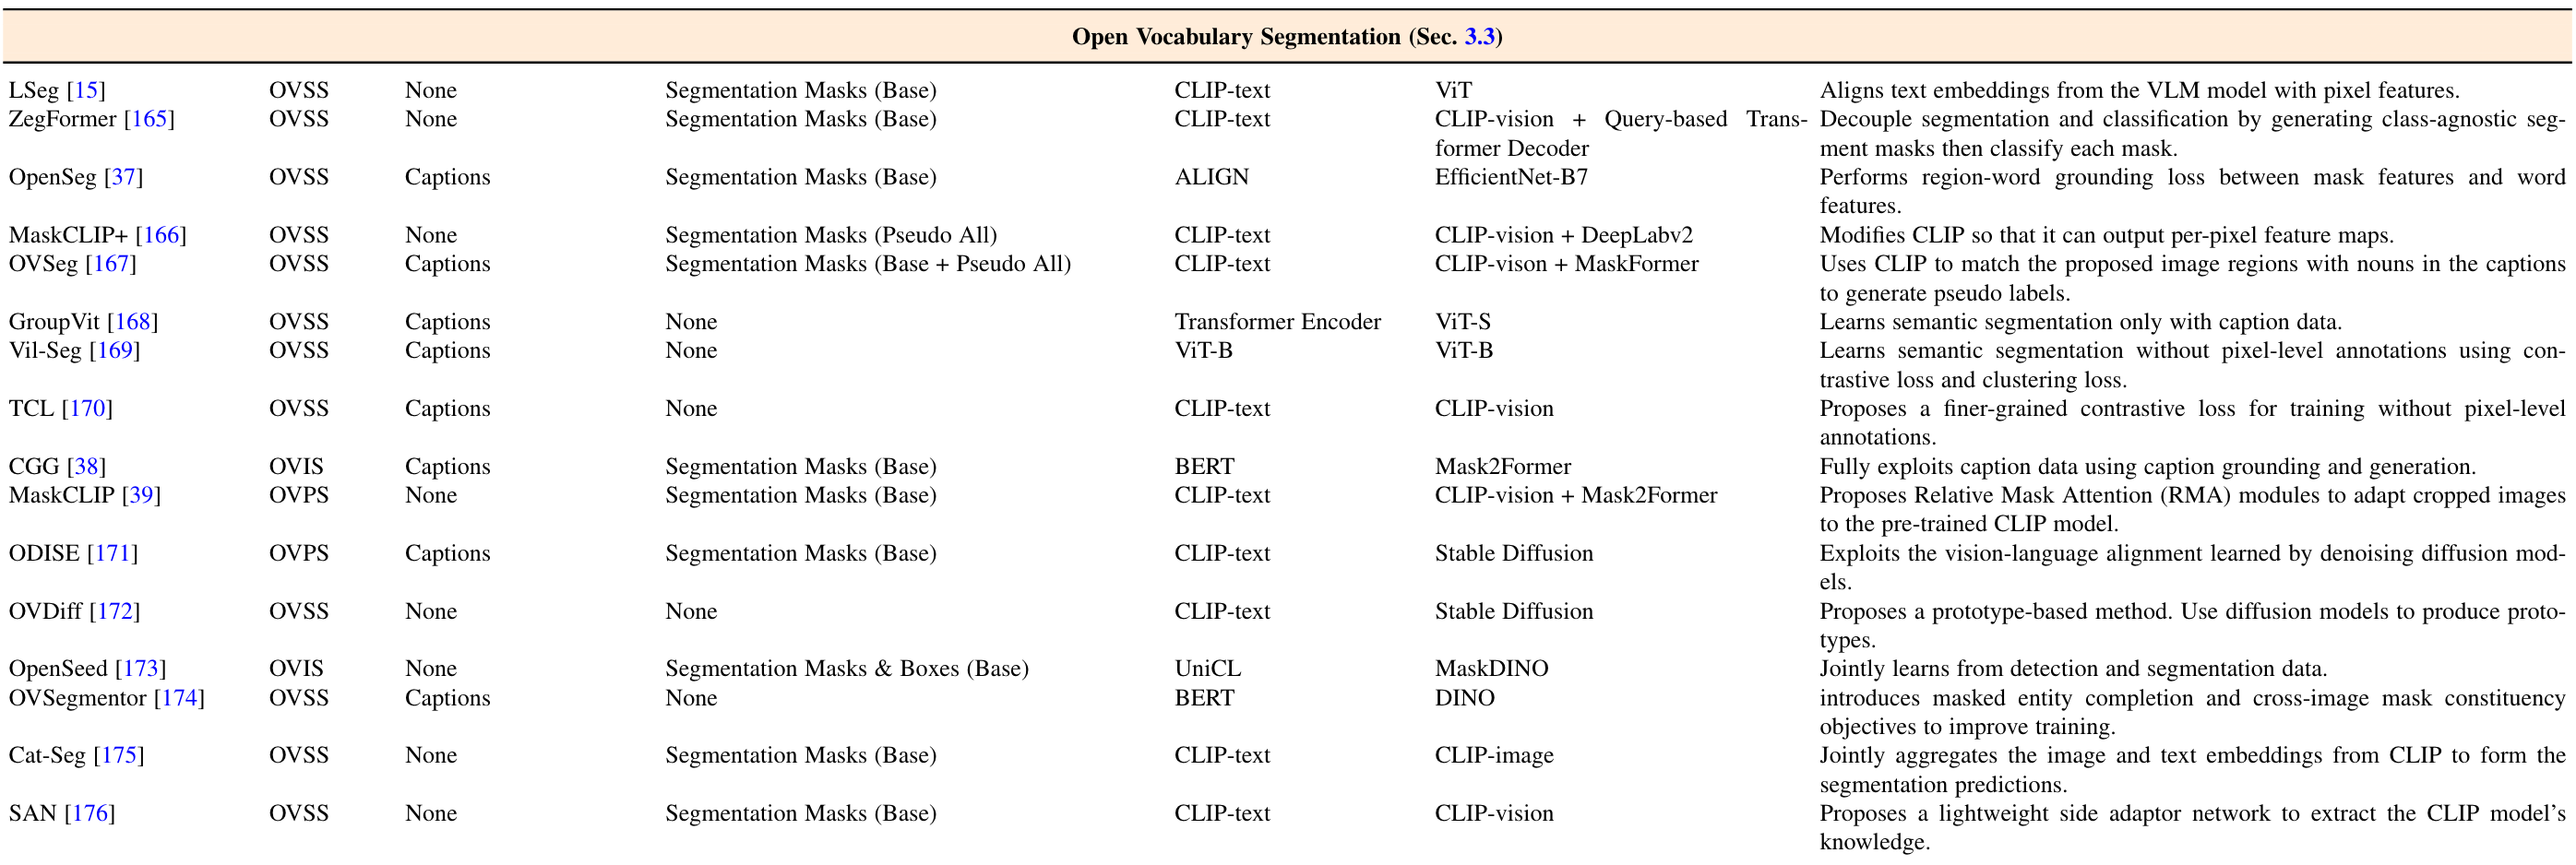 Open Vocabulary Segmentation (Sec. 3.3)
LSeg [15] OVSS None Segmentation Masks (Base) CLIP-text ViT Aligns text embeddings from the VLM model with pixel features.
ZegFormer [165] OVSS None Segmentation Masks (Base) CLIP-text CLIP-vision + Query-based Trans- Decouple segmentation and classification by generating class-agnostic seg-
former Decoder ment masks then classify each mask.
OpenSeg [37] OVSS Captions Segmentation Masks (Base) ALIGN EfficientNet-B7 Performs region-word grounding loss between mask features and word
features.
MaskCLIP+ [166] OVSS None Segmentation Masks (Pseudo All) CLIP-text CLIP-vision + DeepLabv2 Modifies CLIP so that it can output per-pixel feature maps.
OVSeg [167] OVSS Captions Segmentation Masks (Base + Pseudo All) CLIP-text CLIP-vison + MaskFormer Uses CLIP to match the proposed image regions with nouns in the captions
to generate pseudo labels.
GroupVit [168] OVSS Captions None Transformer Encoder ViT-S Learns semantic segmentation only with caption data.
Vil-Seg [169] OVSS Captions None ViT-B ViT-B Learns semantic segmentation without pixel-level annotations using con-
trastive loss and clustering loss.
TCL [170] OVSS Captions None CLIP-text CLIP-vision Proposes a finer-grained contrastive loss for training without pixel-level
annotations.
CGG [38] OVIS Captions Segmentation Masks (Base) BERT Mask2Former Fully exploits caption data using caption grounding and generation.
MaskCLIP [39] OVPS None Segmentation Masks (Base) CLIP-text CLIP-vision + Mask2Former Proposes Relative Mask Attention (RMA) modules to adapt cropped images
to the pre-trained CLIP model.
ODISE [171] OVPS Captions Segmentation Masks (Base) CLIP-text Stable Diffusion Exploits the vision-language alignment learned by denoising diffusion mod-
els.
OVDiff [172] OVSS None None CLIP-text Stable Diffusion Proposes a prototype-based method. Use diffusion models to produce proto-
types.
OpenSeed [173] OVIS None Segmentation Masks & Boxes (Base) UniCL MaskDINO Jointly learns from detection and segmentation data.
OVSegmentor [174] OVSS Captions None BERT DINO introduces masked entity completion and cross-image mask constituency
objectives to improve training.
Cat-Seg [175] OVSS None Segmentation Masks (Base) CLIP-text CLIP-image Jointly aggregates the image and text embeddings from CLIP to form the
segmentation predictions.
SAN [176] OVSS None Segmentation Masks (Base) CLIP-text CLIP-vision Proposes a lightweight side adaptor network to extract the CLIP model's
knowledge.